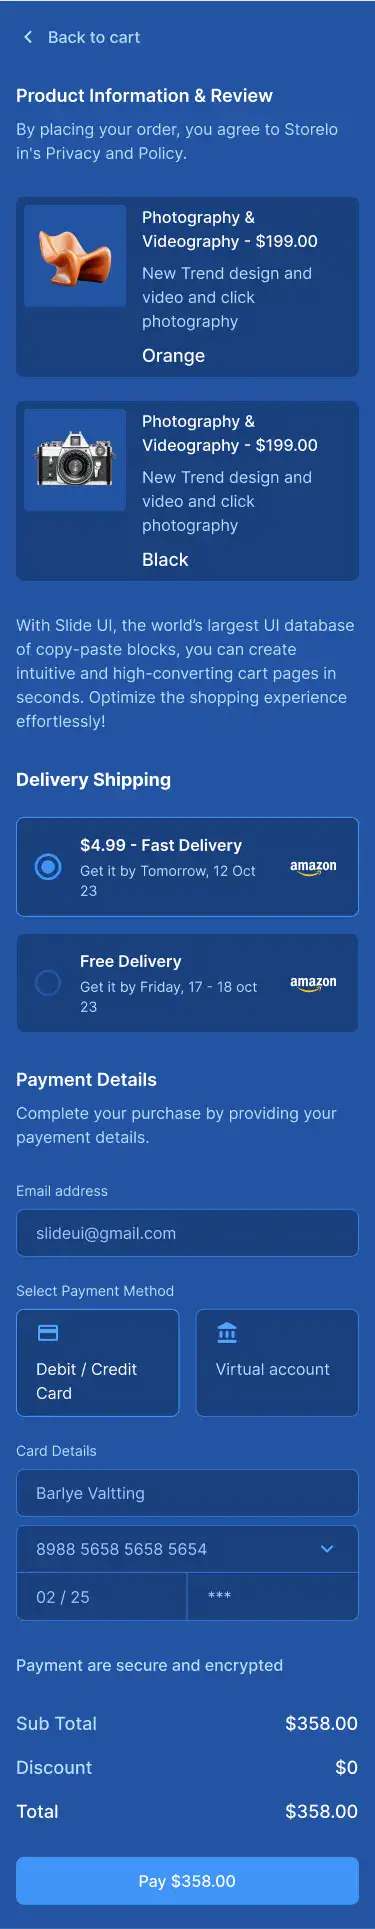 Back to cart
Product Information & Review
By placing your order, you agree to Storelo
in's Privacy and Policy.
Photography &
Videography - $199.00
New Trend design and
video and click
photography
Orange
Photography &
Videography - $199.00
New Trend design and
video and click
photography
Black
With Slide UI, the world’s largest UI database
of copy-paste blocks, you can create
intuitive and high-converting cart pages in
seconds. Optimize the shopping experience
effortlessly!
Delivery Shipping
$4.99 - Fast Delivery
Get it by Tomorrow, 12 Oct
23
amazon
Free Delivery
Get it by Friday, 17 - 18 oct
23
amazon
Payment Details
Complete your purchase by providing your
payement details.
Email address
slideui@gmail.com
Select Payment Method
Debit / Credit
Card
Virtual account
Card Details
Barlye Valtting
8988 5658 5658 5654
02 / 25
***
Payment are secure and encrypted
Sub Total $358.00
Discount $0
Total $358.00
Pay $358.00